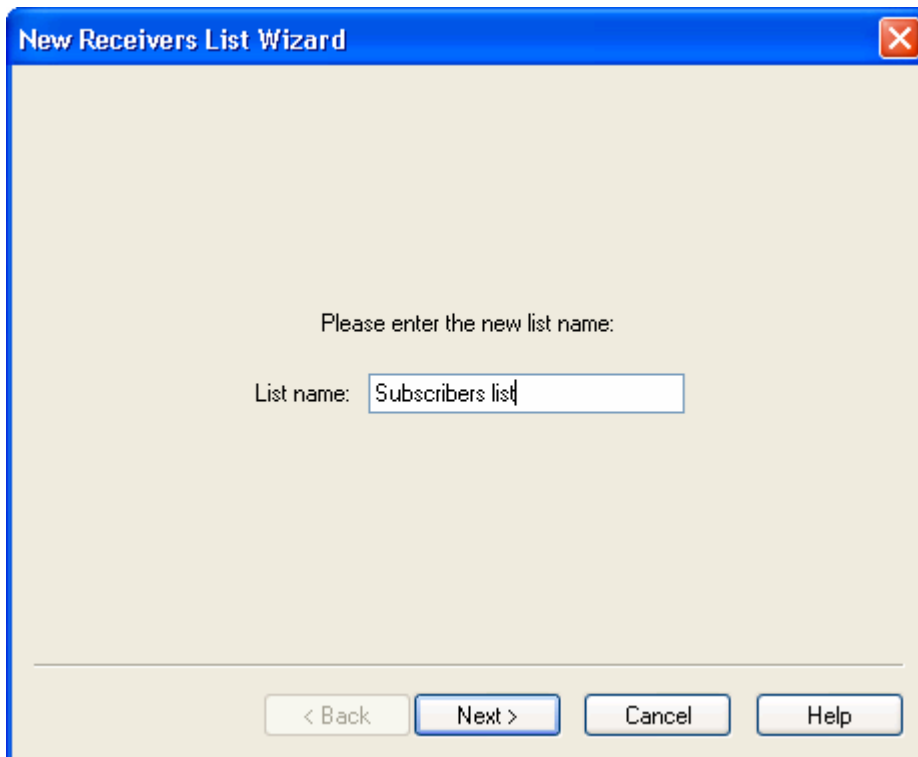 New Receivers List Wizard
Please enter the new list name:
List name: Subscribers list
< Back Next > Cancel Help